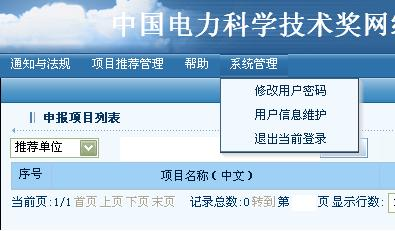 中国电力科学技术奖网
通知与法规 项目推荐管理 帮助 系统管理
修改用户密码
用户信息维护
退出当前登录
申报项目列表
推荐单位
序号 项目名称（中文）
当前页:1/1 首页 上页 下页 末页 记录总数:0 转到 第 页 显示行数: